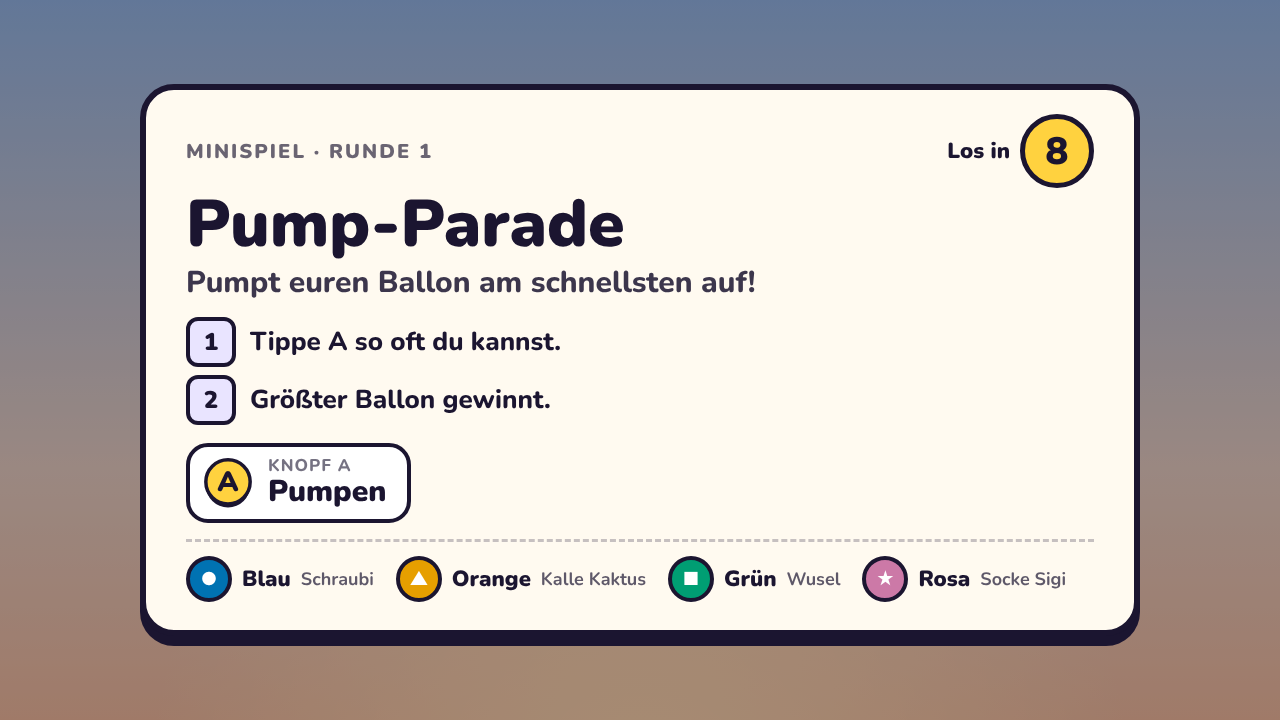 MINISPIEL · RUNDE 1
Los in 8
Pump-Parade
Pumpt euren Ballon am schnellsten auf!
1 Tippe A so oft du kannst.
2 Größter Ballon gewinnt.
A KNOPF A
Pumpen
Blau Schraubi Orange Kalle Kaktus Grün Wusel Rosa Socke Sigi